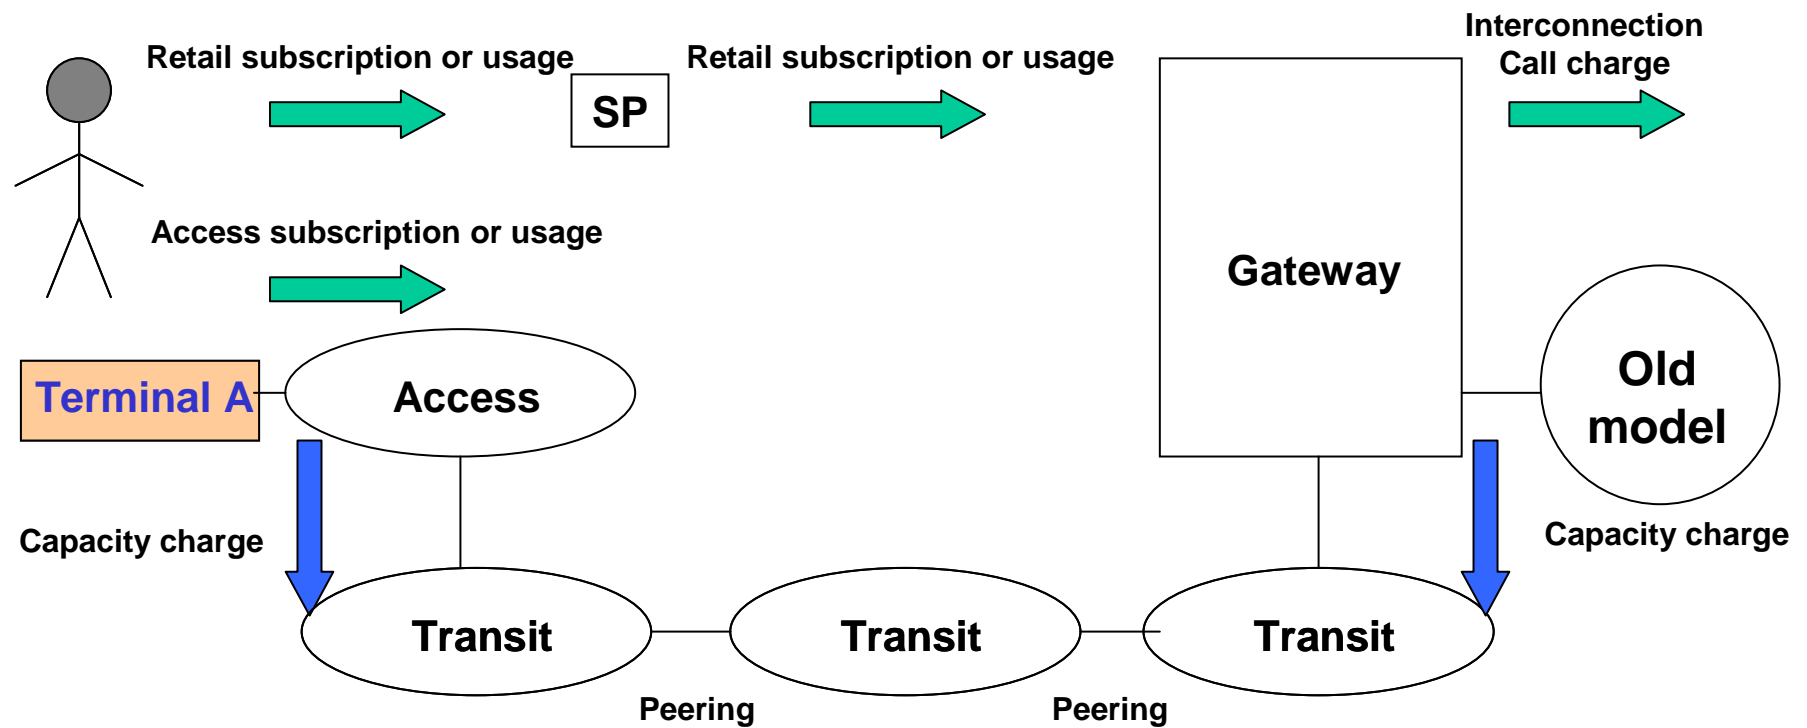 Interconnection
Call charge
Retail subscription or usage
Retail subscription or usage
SP
Access subscription or usage
Gateway
Terminal A
Access
Old
model
Capacity charge
Capacity charge
Transit
Transit
Transit
Peering
Peering